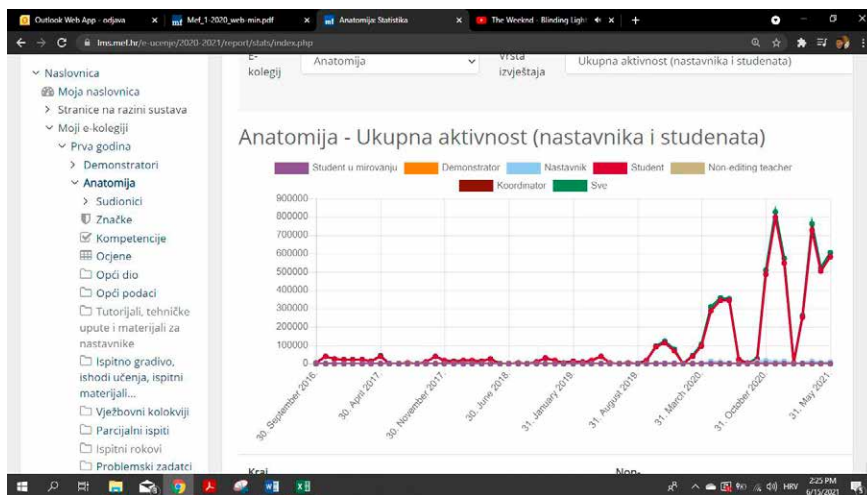 Outlook Web App - odjava
Mef_1-2020_web-min.pdf
Anatomija: Statistika
The Weeknd - Blinding Light
lms.mef.hr/e-ucenje/2020-2021/report/stats/index.php
E-
kolegij
Anatomija
Vrsta
izvještaja
Ukupna aktivnost (nastavnika i studenata)
Naslovnica
Moja naslovnica
Stranice na razini sustava
Moji e-kolegiji
Prva godina
Demonstratori
Anatomija
Sudionici
Značke
Kompetencije
Ocjene
Opći dio
Opći podaci
Tutorijali, tehničke
upute i materijali za
nastavnike
Ispitno gradivo,
ishodi učenja, ispitni
materijali...
Vježbovni kolokviji
Parcijalni ispiti
Ispitni rokovi
Problemski zadatci
Anatomija - Ukupna aktivnost (nastavnika i studenata)
Student u mirovanju Demonstrator Nastavnik Student Non-editing teacher
Koordinator Sve
900000
800000
700000
600000
500000
400000
300000
200000
100000
0
30. September 2016.
30. April 2017.
30. November 2017.
30. June 2018.
31. January 2019.
31. August 2019.
31. March 2020.
31. October 2020.
31. May 2021.
Kraj
Non-
HRV
2:25 PM
6/15/2021